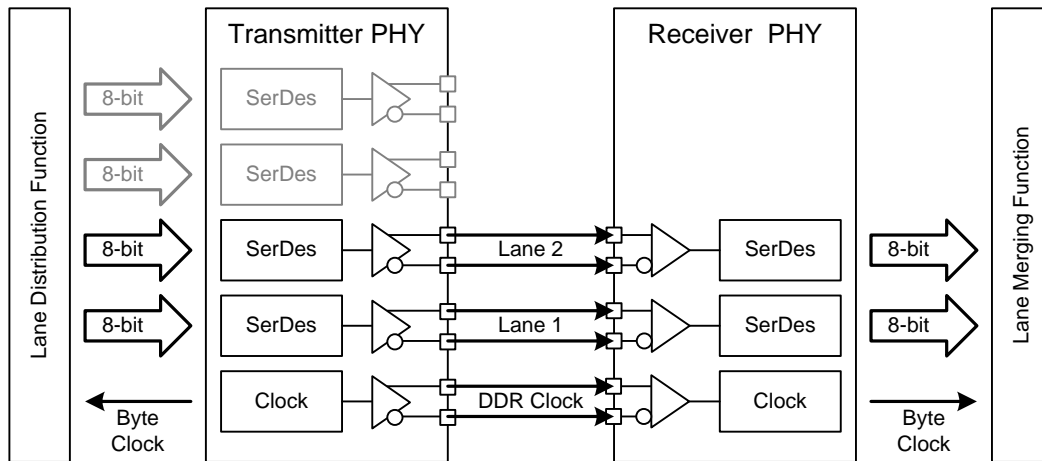 Transmitter PHY
Receiver PHY
Lane Distribution Function
8-bit
SerDes
8-bit
SerDes
8-bit
SerDes
Lane 2
SerDes
8-bit
8-bit
SerDes
Lane 1
SerDes
8-bit
Byte
Clock
Clock
DDR Clock
Clock
Byte
Clock
Lane Merging Function